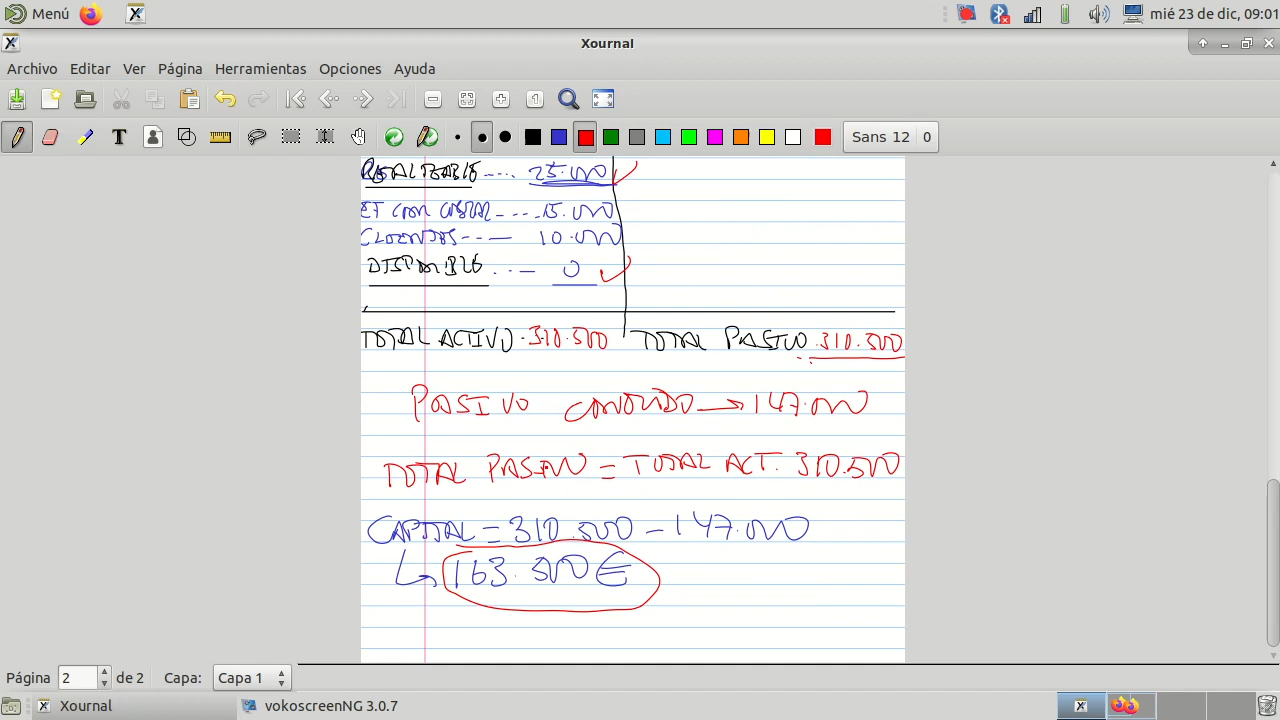 Menú
mié 23 de dic, 09:01
Xournal
Archivo Editar Ver Página Herramientas Opciones Ayuda
Sans 12 0
REALIZABLE .... 25.000
EF COM COBRAR .... 15.000
CLIENTES .... 10.000
DISPONIBLE ... 0
TOTAL ACTIVO . 310.500 TOTAL PASIVO . 310.500
PASIVO CONOCIDO → 147.000
TOTAL PASIVO = TOTAL ACT. 310.500
CAPITAL = 310.500 - 147.000
163.500 €
Página 2 de 2 Capa: Capa 1
Xournal vokoscreenNG 3.0.7